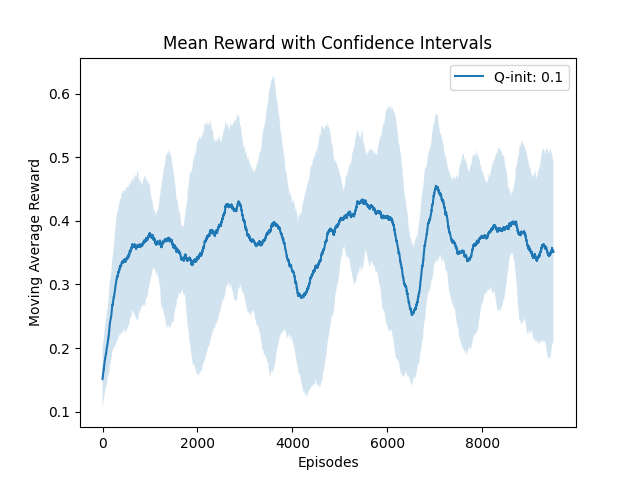 Mean Reward with Confidence Intervals
Q-init: 0.1
Moving Average Reward
0.6
0.5
0.4
0.3
0.2
0.1
0 2000 4000 6000 8000
Episodes